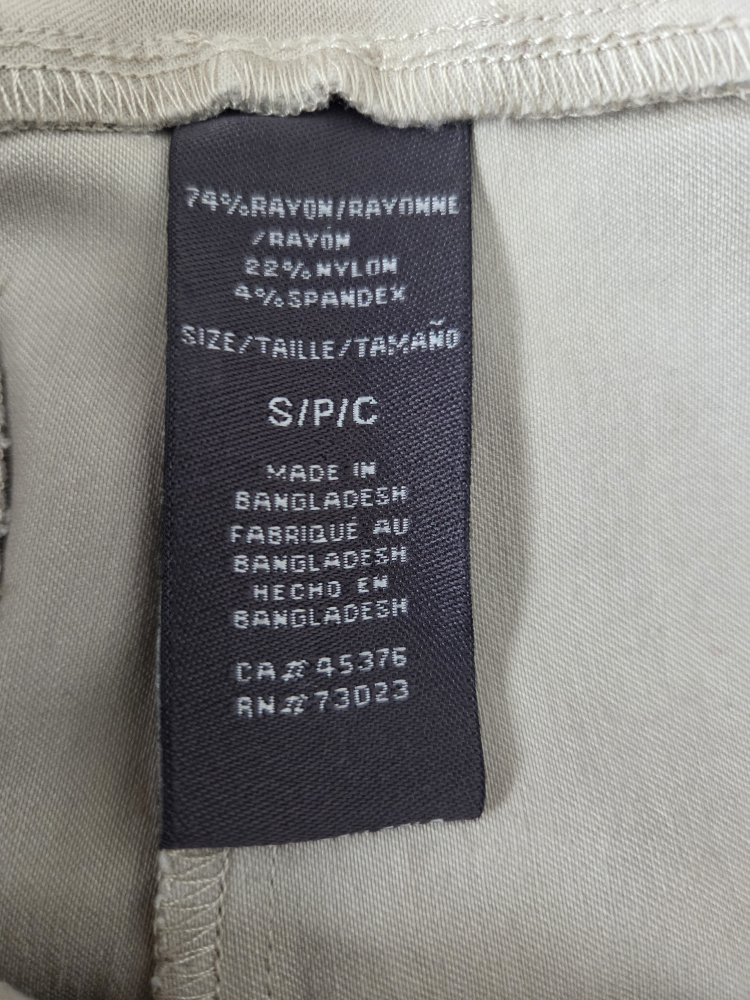 74%RAYON/RAYONNE
/RAYÓN
22%NYLON
4%SPANDEX
SIZE/TAILLE/TAMAÑO
S/P/C
MADE IN
BANGLADESH
FABRIQUÉ AU
BANGLADESH
HECHO EN
BANGLADESH
CA#45376
RN#73023